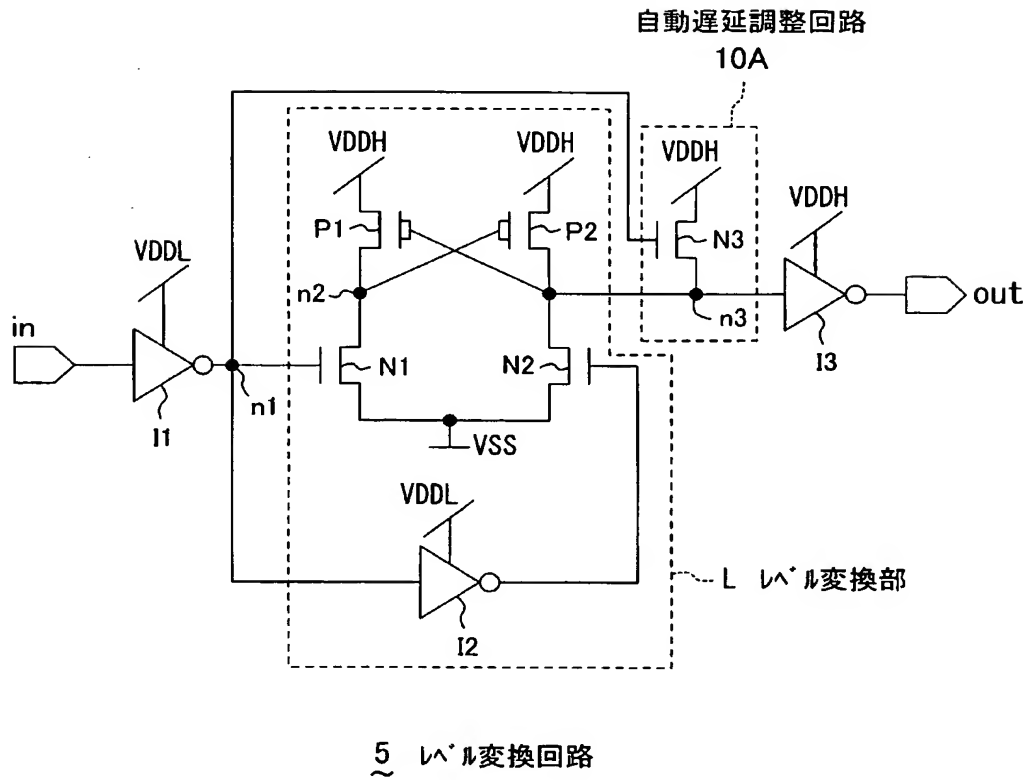 自動遅延調整回路
10A
VDDH
VDDH
VDDH
VDDH
P1
P2
N3
VDDL
n2
n3
out
in
N1
N2
I3
n1
I1
VSS
VDDL
I2
L レベル変換部
5 レベル変換回路